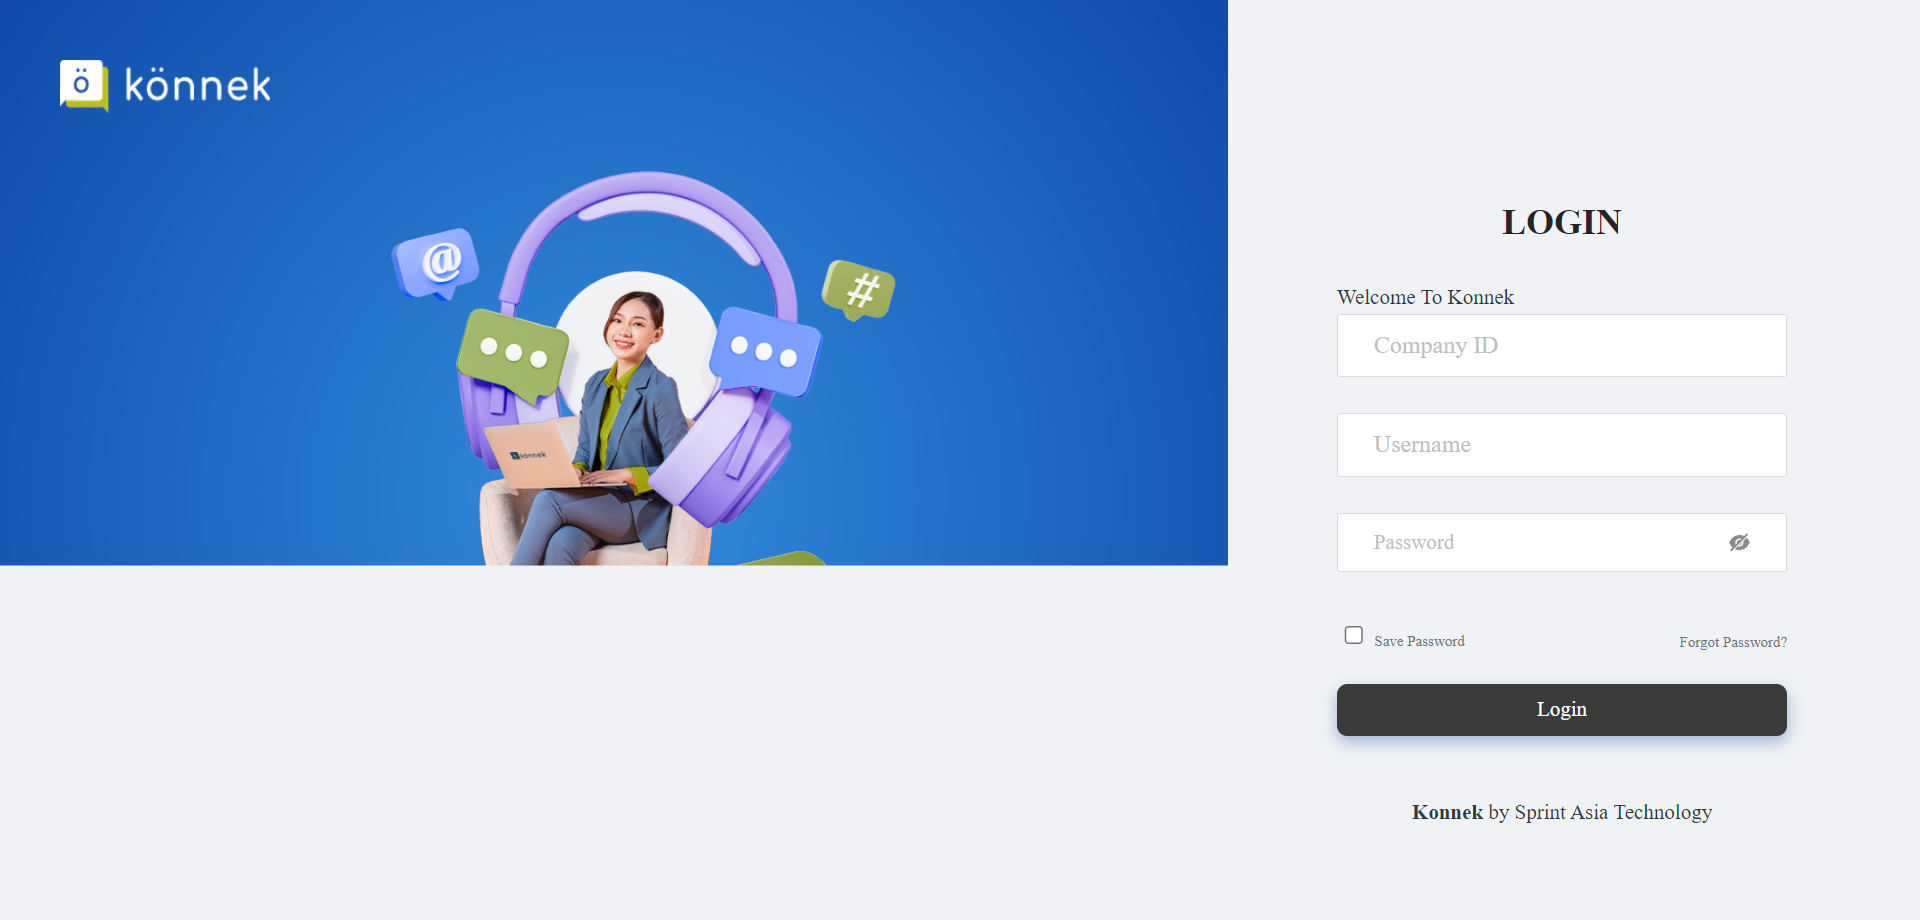 ö könnek
@
#
ö könnek
LOGIN
Welcome To Konnek
Company ID
Username
Password
Save Password
Forgot Password?
Login
Konnek by Sprint Asia Technology